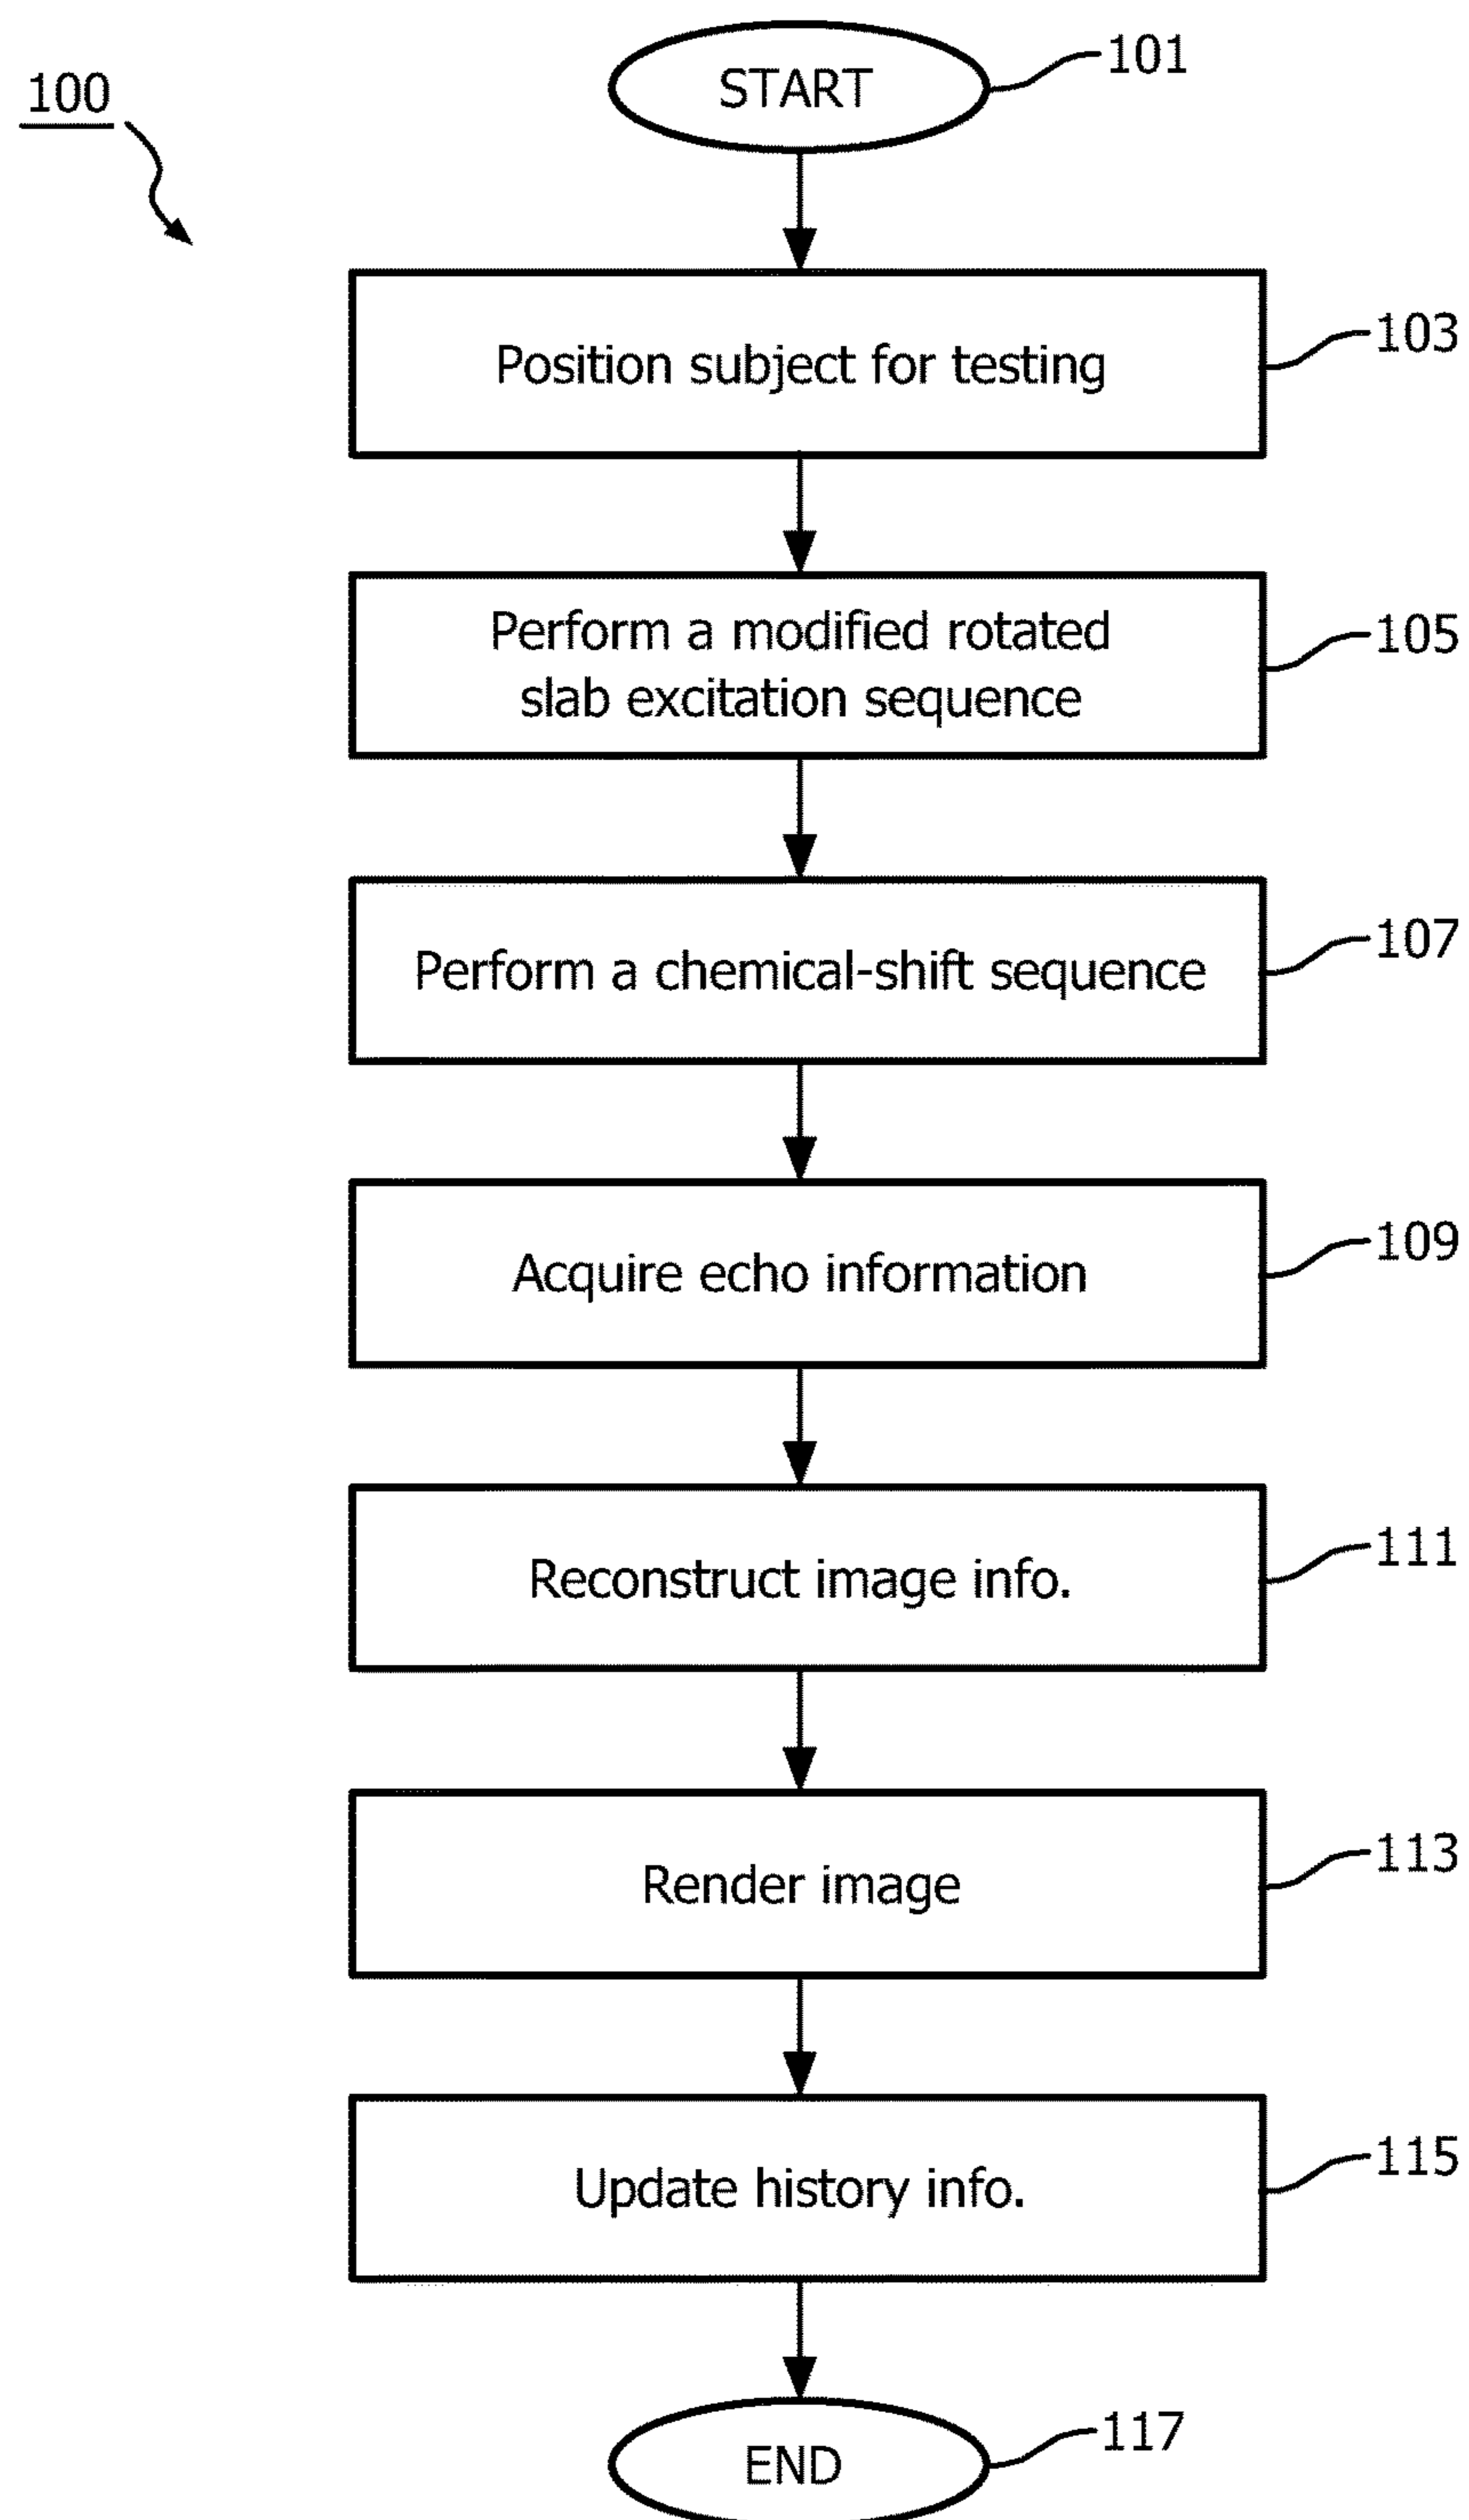 100
START
101
Position subject for testing
103
Perform a modified rotated
slab excitation sequence
105
Perform a chemical-shift sequence
107
Acquire echo information
109
Reconstruct image info.
111
Render image
113
Update history info.
115
END
117